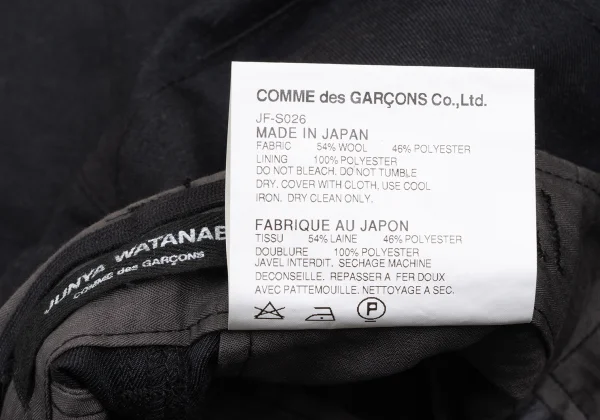 COMME des GARÇONS Co.,Ltd.
JF-S026
MADE IN JAPAN
FABRIC 54% WOOL 46% POLYESTER
LINING 100% POLYESTER
DO NOT BLEACH. DO NOT TUMBLE
DRY. COVER WITH CLOTH, USE COOL
IRON. DRY CLEAN ONLY.
FABRIQUE AU JAPON
TISSU 54% LAINE 46% POLYESTER
DOUBLURE 100% POLYESTER
JAVEL INTERDIT. SECHAGE MACHINE
DECONSEILLE. REPASSER A FER DOUX
AVEC PATTEMOUILLE. NETTOYAGE A SEC.
P
JUNYA WATANAB
COMME des GARÇONS